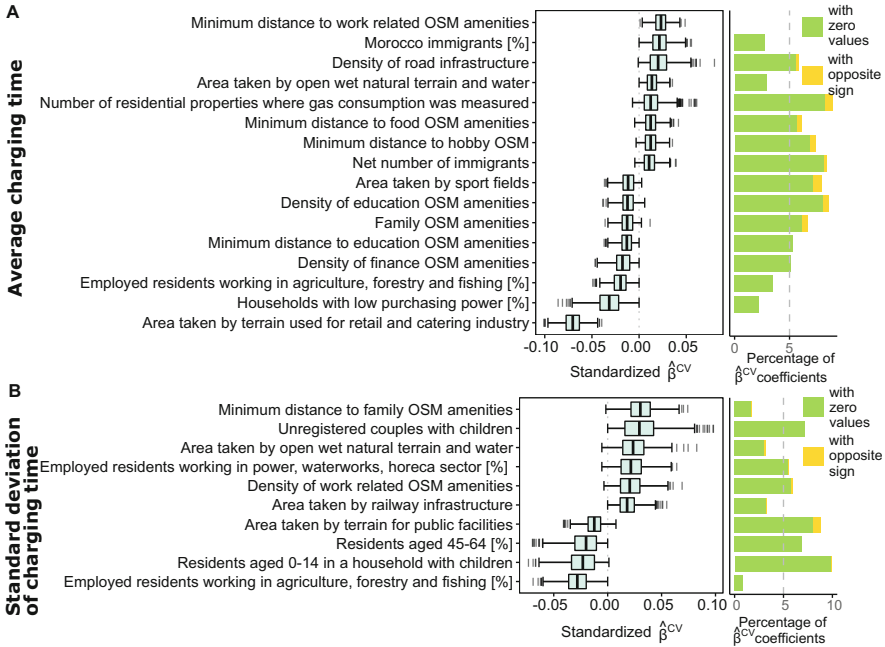 A
Average charging time
Minimum distance to work related OSM amenities
Morocco immigrants [%]
Density of road infrastructure
Area taken by open wet natural terrain and water
Number of residential properties where gas consumption was measured
Minimum distance to food OSM amenities
Minimum distance to hobby OSM
Net number of immigrants
Area taken by sport fields
Density of education OSM amenities
Family OSM amenities
Minimum distance to education OSM amenities
Density of finance OSM amenities
Employed residents working in agriculture, forestry and fishing [%]
Households with low purchasing power [%]
Area taken by terrain used for retail and catering industry
-0.10 -0.05 0.00 0.05
Standardized β̂CV
with
zero
values
with
opposite
sign
0 5
Percentage of
β̂CV coefficients
B
Standard deviation
of charging time
Minimum distance to family OSM amenities
Unregistered couples with children
Area taken by open wet natural terrain and water
Employed residents working in power, waterworks, horeca sector [%]
Density of work related OSM amenities
Area taken by railway infrastructure
Area taken by terrain for public facilities
Residents aged 45-64 [%]
Residents aged 0-14 in a household with children
Employed residents working in agriculture, forestry and fishing [%]
-0.05 0.00 0.05 0.10
Standardized β̂CV
with
zero
values
with
opposite
sign
0 5 10
Percentage of
β̂CV coefficients